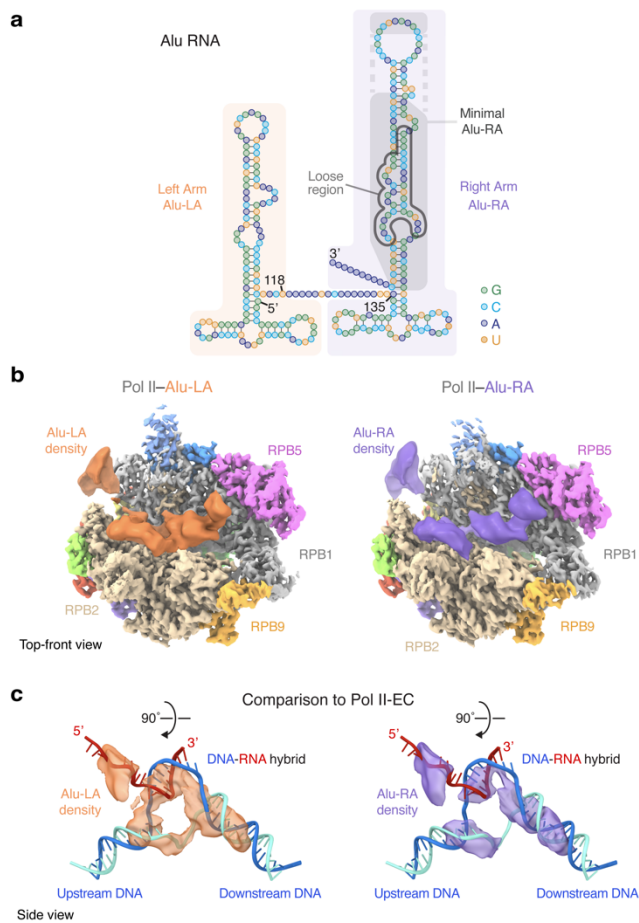 a
Alu RNA
Left Arm
Alu-LA
Loose
region
Minimal
Alu-RA
Right Arm
Alu-RA
3'
118
5'
135
G
C
A
U
b
Pol II–Alu-LA
Pol II–Alu-RA
Alu-LA
density
RPB5
RPB1
RPB2
RPB9
Alu-RA
density
RPB5
RPB1
RPB2
RPB9
Top-front view
c
Comparison to Pol II-EC
90°
5'
3'
DNA-RNA hybrid
Alu-LA
density
Upstream DNA
Downstream DNA
90°
5'
3'
DNA-RNA hybrid
Alu-RA
density
Upstream DNA
Downstream DNA
Side view